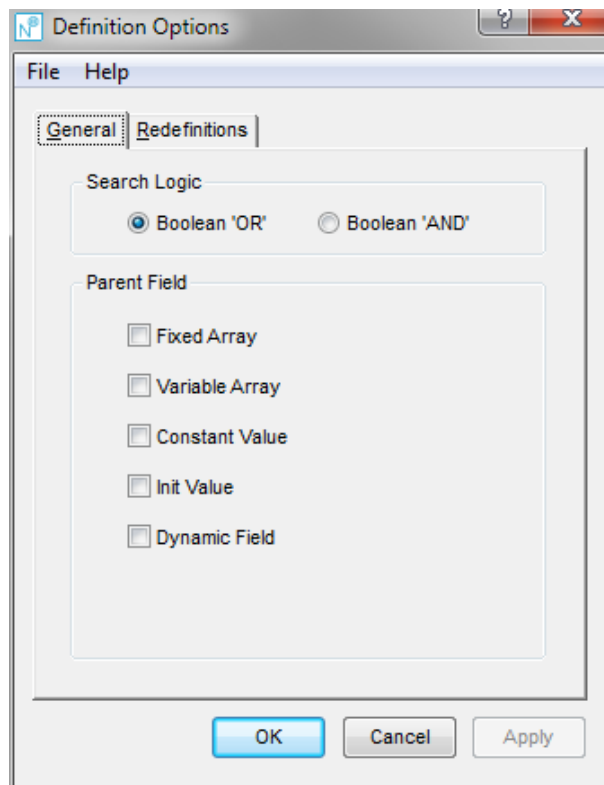 Definition Options
File Help
General Redefinitions
Search Logic
Boolean 'OR' Boolean 'AND'
Parent Field
Fixed Array
Variable Array
Constant Value
Init Value
Dynamic Field
OK Cancel Apply